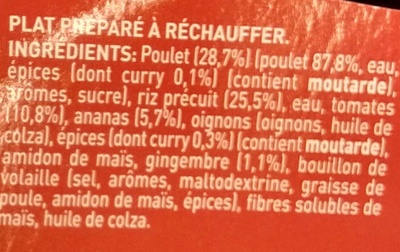 PLAT PRÉPARÉ À RÉCHAUFFER.
INGRÉDIENTS: Poulet (28,7%) (poulet 87,8%, eau,
épices (dont curry 0,1%) (contient moutarde),
arômes, sucre), riz précuit (25,5%), eau, tomates
(10,8%), ananas (5,7%), oignons (oignons, huile de
colza), épices (dont curry 0,3%) (contient moutarde),
amidon de maïs, gingembre (1,1%), bouillon de
volaille (sel, arômes, maltodextrine, graisse de
poule, amidon de maïs, épices), fibres solubles de
maïs, huile de colza.